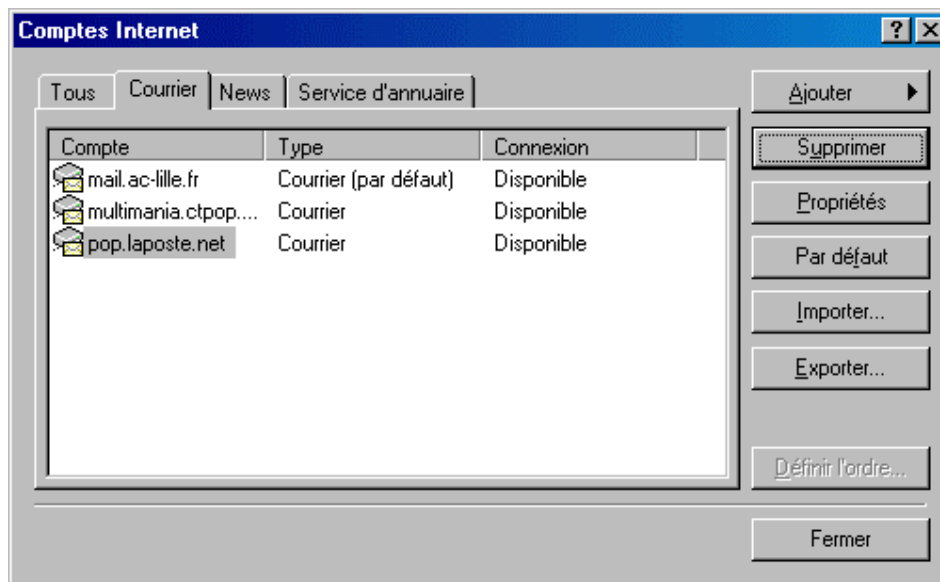 Comptes Internet
Tous Courrier News Service d'annuaire
Ajouter
Compte Type Connexion
Supprimer
mail.ac-lille.fr Courrier (par défaut) Disponible
multimania.ctpop.... Courrier Disponible
Propriétés
pop.laposte.net Courrier Disponible
Par défaut
Importer...
Exporter...
Définir l'ordre...
Fermer